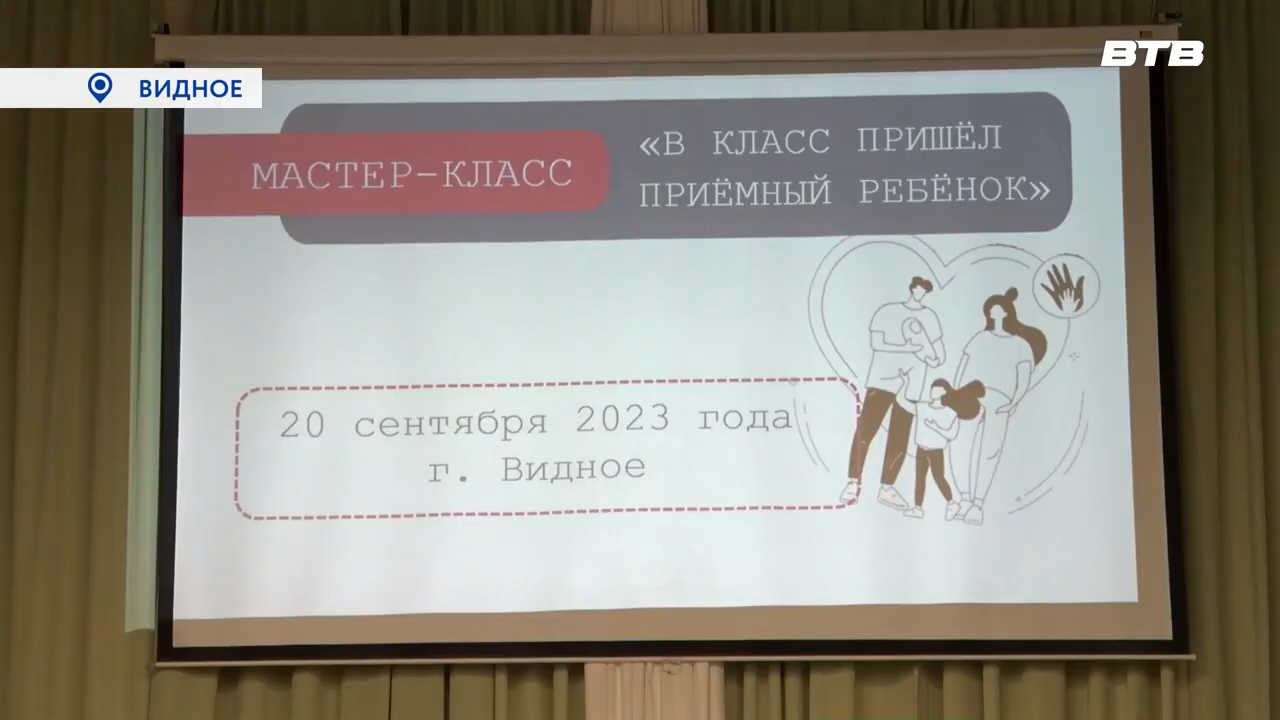 ВТВ
ВИДНОЕ
МАСТЕР-КЛАСС
«В КЛАСС ПРИШЁЛ
ПРИЁМНЫЙ РЕБЁНОК»
20 сентября 2023 года
г. Видное